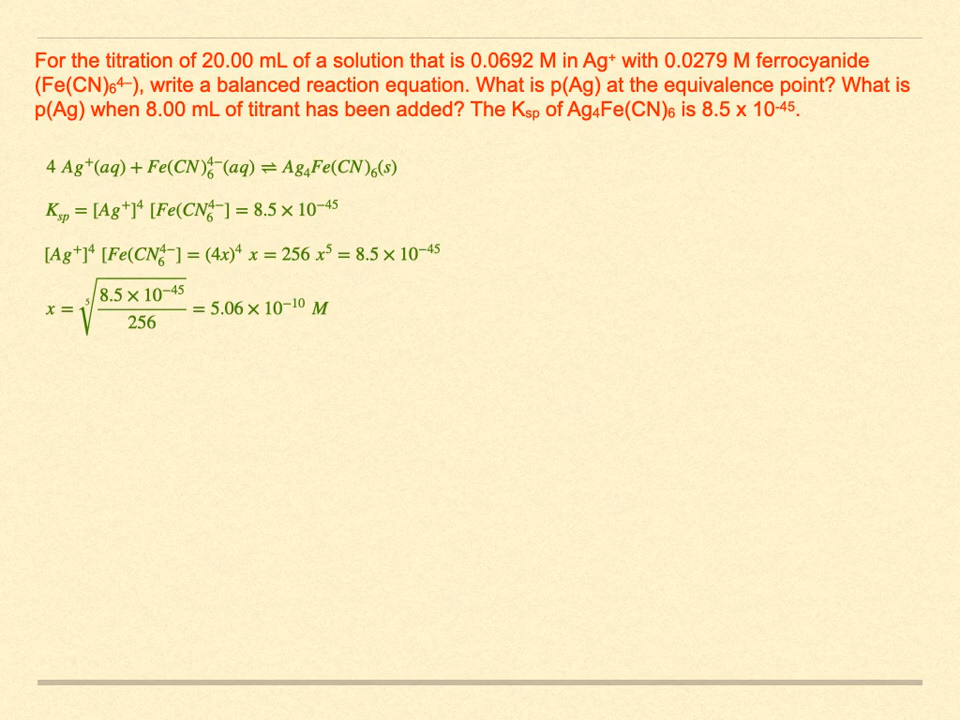 For the titration of 20.00 mL of a solution that is 0.0692 M in Ag⁺ with 0.0279 M ferrocyanide
(Fe(CN)₆⁴⁻), write a balanced reaction equation. What is p(Ag) at the equivalence point? What is
p(Ag) when 8.00 mL of titrant has been added? The Kₛₚ of Ag₄Fe(CN)₆ is 8.5 x 10⁻⁴⁵.
4 Ag⁺(aq) + Fe(CN)₆⁴⁻(aq) ⇌ Ag₄Fe(CN)₆(s)
Kₛₚ = [Ag⁺]⁴ [Fe(CN₆⁴⁻] = 8.5 × 10⁻⁴⁵
[Ag⁺]⁴ [Fe(CN₆⁴⁻] = (4x)⁴ x = 256 x⁵ = 8.5 × 10⁻⁴⁵
x = ⁵√(8.5 × 10⁻⁴⁵ / 256) = 5.06 × 10⁻¹⁰ M